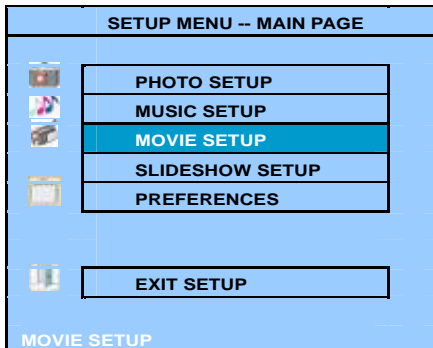 SETUP MENU -- MAIN PAGE
PHOTO SETUP
MUSIC SETUP
MOVIE SETUP
SLIDESHOW SETUP
PREFERENCES
EXIT SETUP
MOVIE SETUP